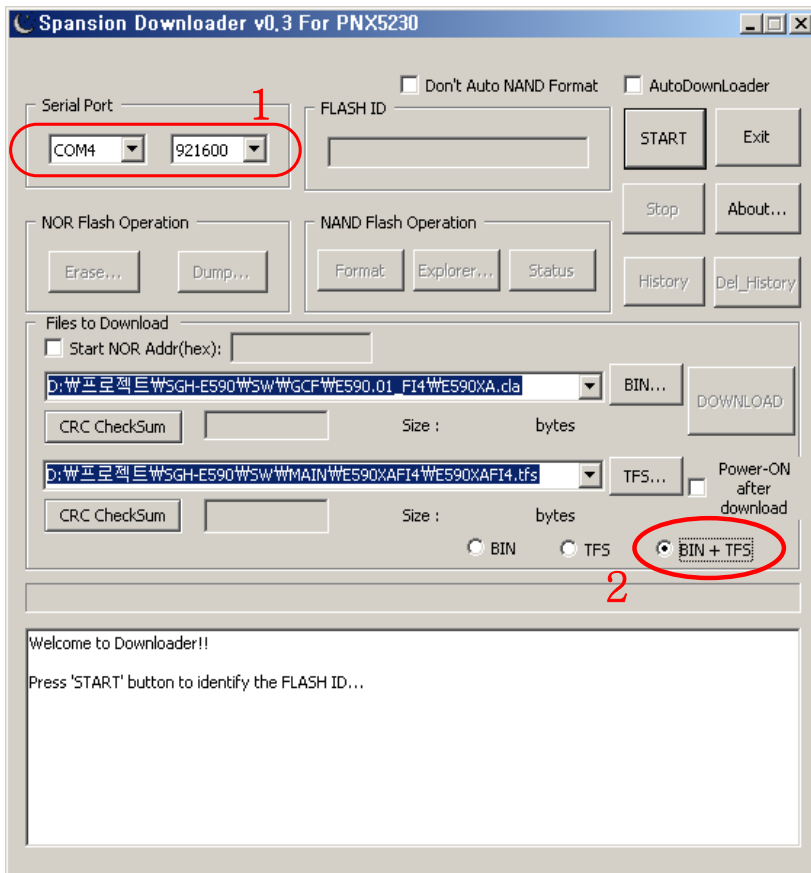 Spansion Downloader v0.3 For PNX5230
Don't Auto NAND Format
AutoDownLoader
1
Serial Port
COM4
921600
FLASH ID
START
Exit
Stop
About...
NOR Flash Operation
Erase...
Dump...
NAND Flash Operation
Format
Explorer...
Status
History
Del_History
Files to Download
Start NOR Addr(hex):
D:₩프로젝트₩SGH-E590₩SW₩GCF₩E590.01_FI4₩E590XA.cla
BIN...
DOWNLOAD
CRC CheckSum
Size :
bytes
D:₩프로젝트₩SGH-E590₩SW₩MAIN₩E590XAFI4₩E590XAFI4.tfs
TFS...
Power-ON
after
download
CRC CheckSum
Size :
bytes
BIN
TFS
BIN + TFS
2
Welcome to Downloader!!
Press 'START' button to identify the FLASH ID...